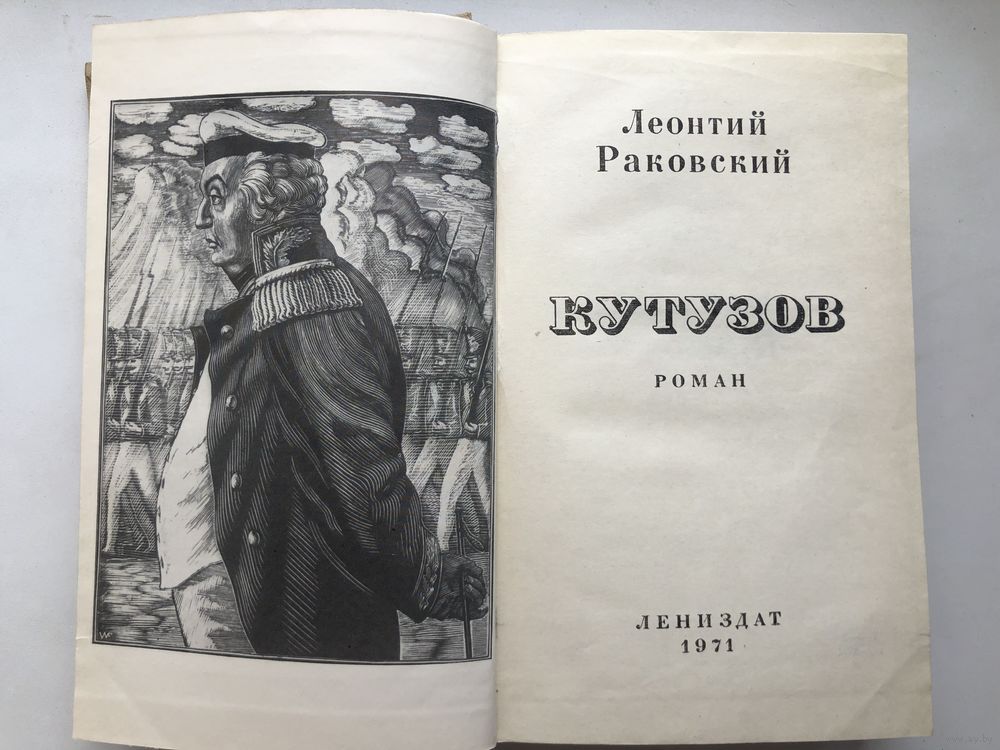 Леонтий
Раковский
КУТУЗОВ
РОМАН
ЛЕНИЗДАТ
1971